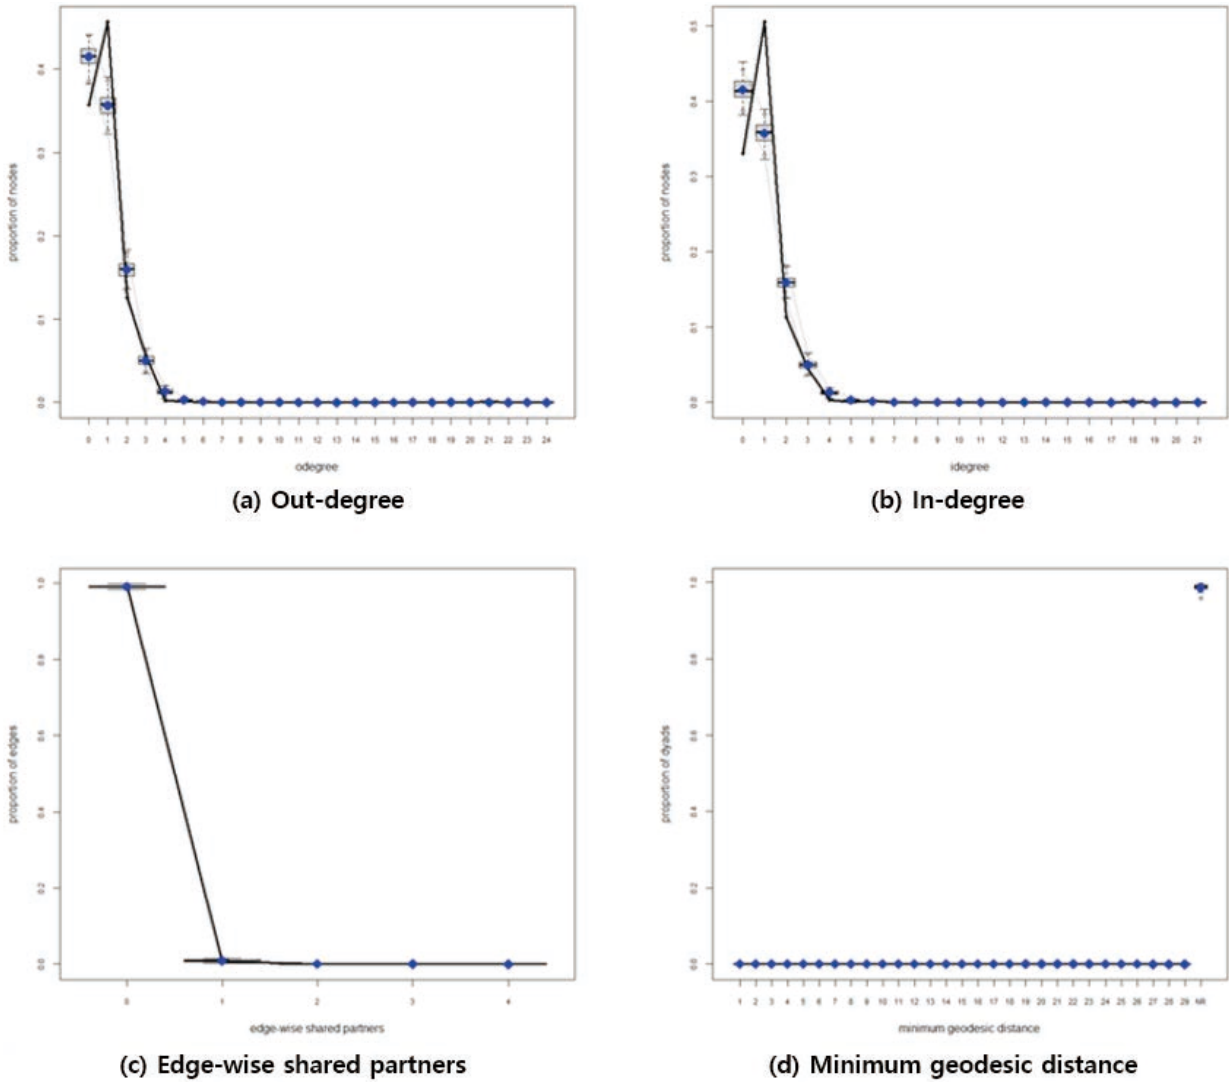 proportion of nodes
0.4
0.3
0.2
0.1
0.0
0 1 2 3 4 5 6 7 8 9 10 11 12 13 14 15 16 17 18 19 20 21 22 23 24
odegree
(a) Out-degree
proportion of nodes
0.5
0.4
0.3
0.2
0.1
0.0
0 1 2 3 4 5 6 7 8 9 10 11 12 13 14 15 16 17 18 19 20 21
idegree
(b) In-degree
proportion of edges
1.0
0.8
0.6
0.4
0.2
0.0
0 1 2 3 4
edge-wise shared partners
(c) Edge-wise shared partners
proportion of dyads
1.0
0.8
0.6
0.4
0.2
0.0
1 2 3 4 5 6 7 8 9 10 11 12 13 14 15 16 17 18 19 20 21 22 23 24 25 26 27 28 29 NR
minimum geodesic distance
(d) Minimum geodesic distance